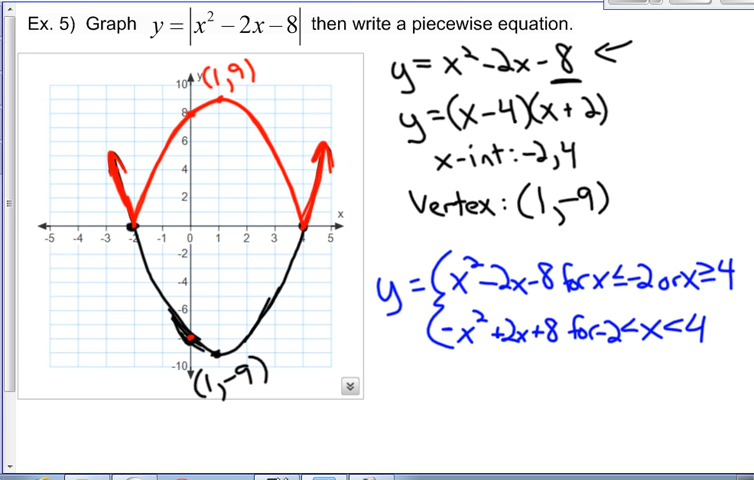 Ex. 5) Graph y = |x² − 2x − 8| then write a piecewise equation.
y = x² - 2x - 8 ←
y = (x - 4)(x + 2)
x-int: -2, 4
Vertex: (1, -9)
y = { x² - 2x - 8 for x ≤ -2 or x ≥ 4
-x² + 2x + 8 for -2 < x < 4
(1, 9)
y
10
8
6
4
2
x
-5 -4 -3 -2 -1 0 1 2 3 4 5
-2
-4
-6
-8
-10
(1, -9)